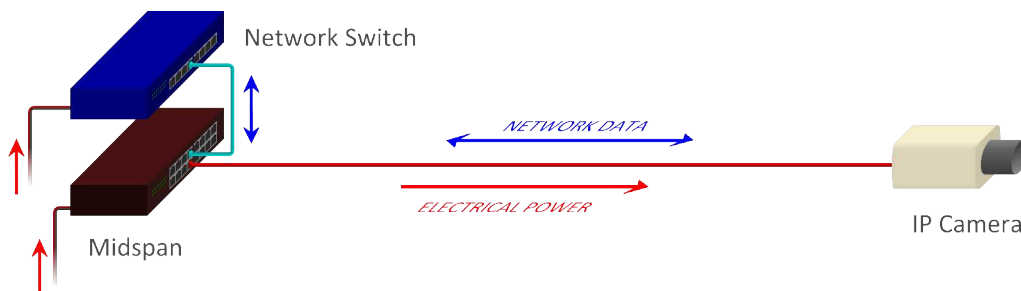 Network Switch
NETWORK DATA
ELECTRICAL POWER
Midspan
IP Camera